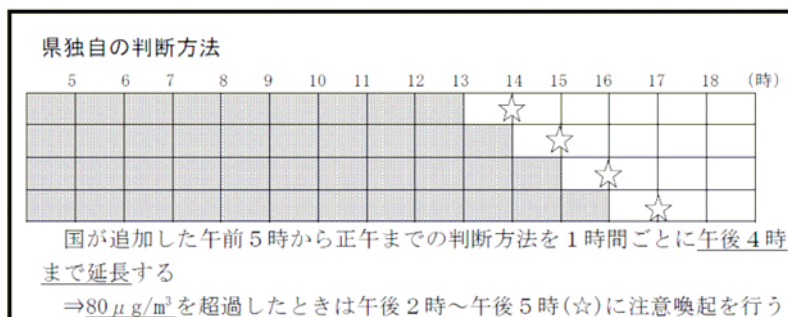 県独自の判断方法
5 6 7 8 9 10 11 12 13 14 15 16 17 18 (時)
国が追加した午前5時から正午までの判断方法を1時間ごとに午後4時
まで延長する
⇒80μg/m³を超過したときは午後2時~午後5時(☆)に注意喚起を行う